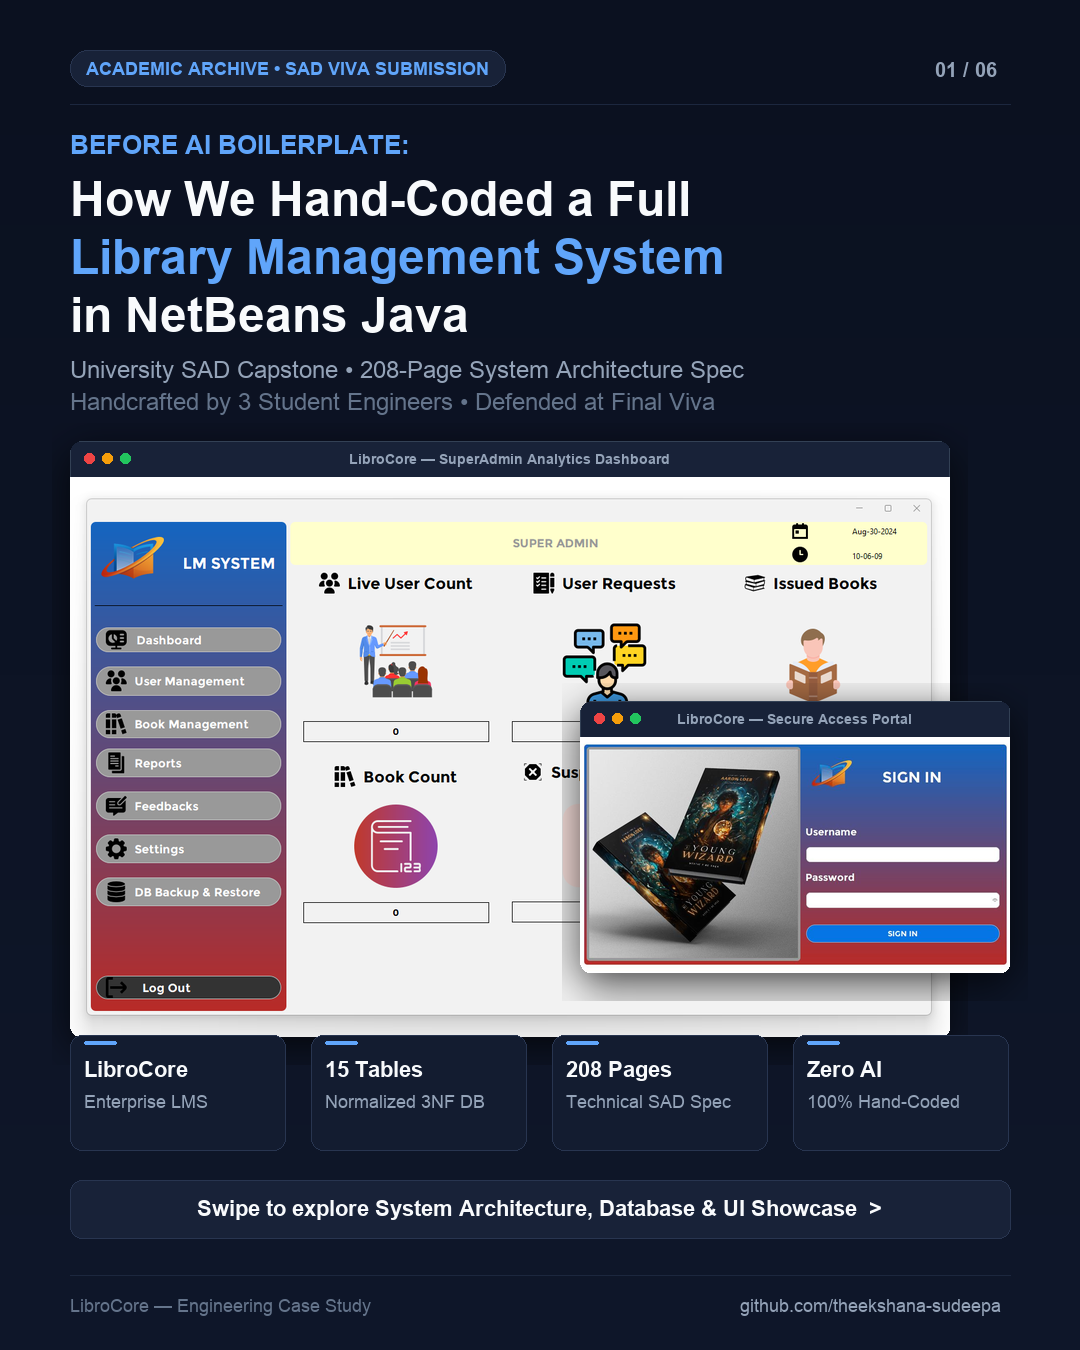 ACADEMIC ARCHIVE • SAD VIVA SUBMISSION
01 / 06
BEFORE AI BOILERPLATE:
How We Hand-Coded a Full
Library Management System
in NetBeans Java
University SAD Capstone • 208-Page System Architecture Spec
Handcrafted by 3 Student Engineers • Defended at Final Viva
LibroCore — SuperAdmin Analytics Dashboard
LM SYSTEM
Dashboard
User Management
Book Management
Reports
Feedbacks
Settings
DB Backup & Restore
Log Out
SUPER ADMIN
Aug-30-2024
10-06-09
Live User Count
User Requests
Issued Books
0
Book Count
Sus
123
0
LibroCore — Secure Access Portal
YOUNG
WIZARD
YOUNG
WIZARD
SIGN IN
Username
Password
SIGN IN
LibroCore
Enterprise LMS
15 Tables
Normalized 3NF DB
208 Pages
Technical SAD Spec
Zero AI
100% Hand-Coded
Swipe to explore System Architecture, Database & UI Showcase >
LibroCore — Engineering Case Study
github.com/theekshana-sudeepa